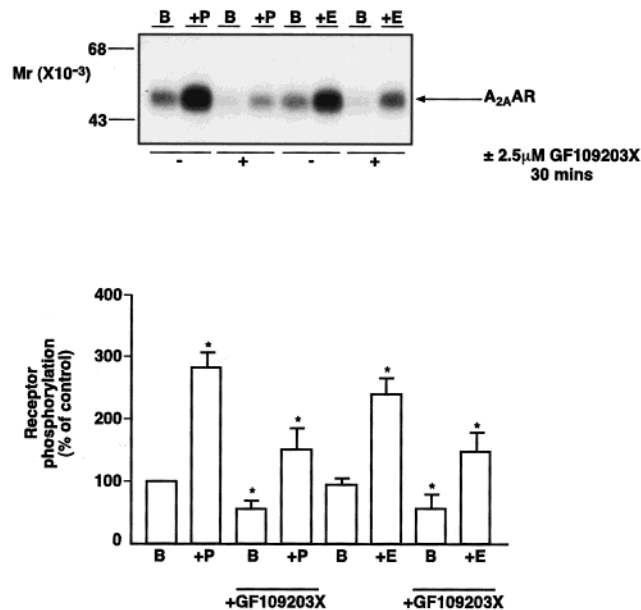 B +P B +P B +E B +E
68
Mr (X10⁻³)
43
A₂AAR
- + - +
± 2.5μM GF109203X
30 mins
Receptor
phosphorylation
(% of control)
400
300
200
100
0
* * * * * *
B +P B +P B +E B +E
+GF109203X +GF109203X